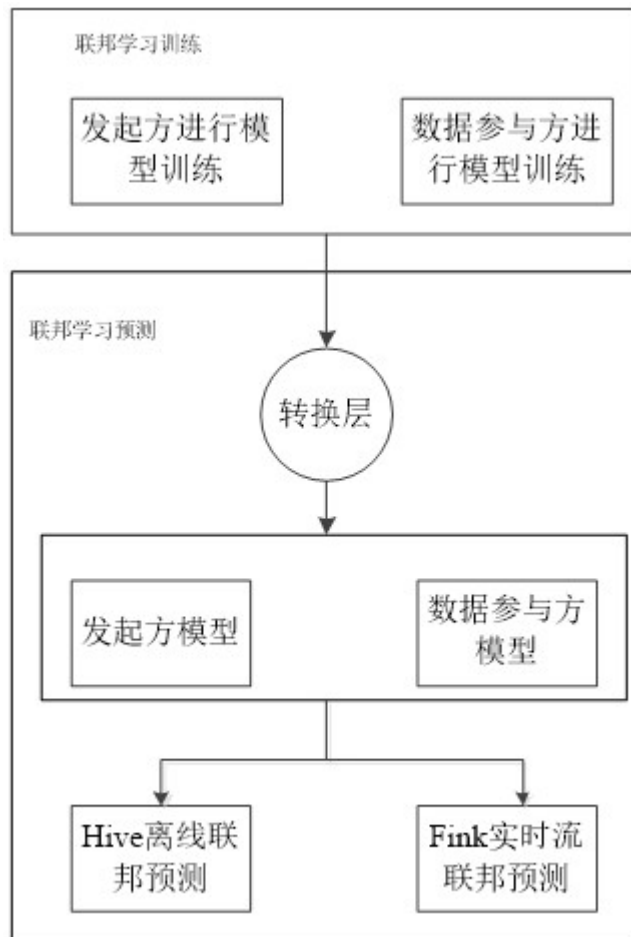 联邦学习训练
发起方进行模
型训练
数据参与方进
行模型训练
联邦学习预测
转换层
发起方模型
数据参与方
模型
Hive离线联
邦预测
Fink实时流
联邦预测